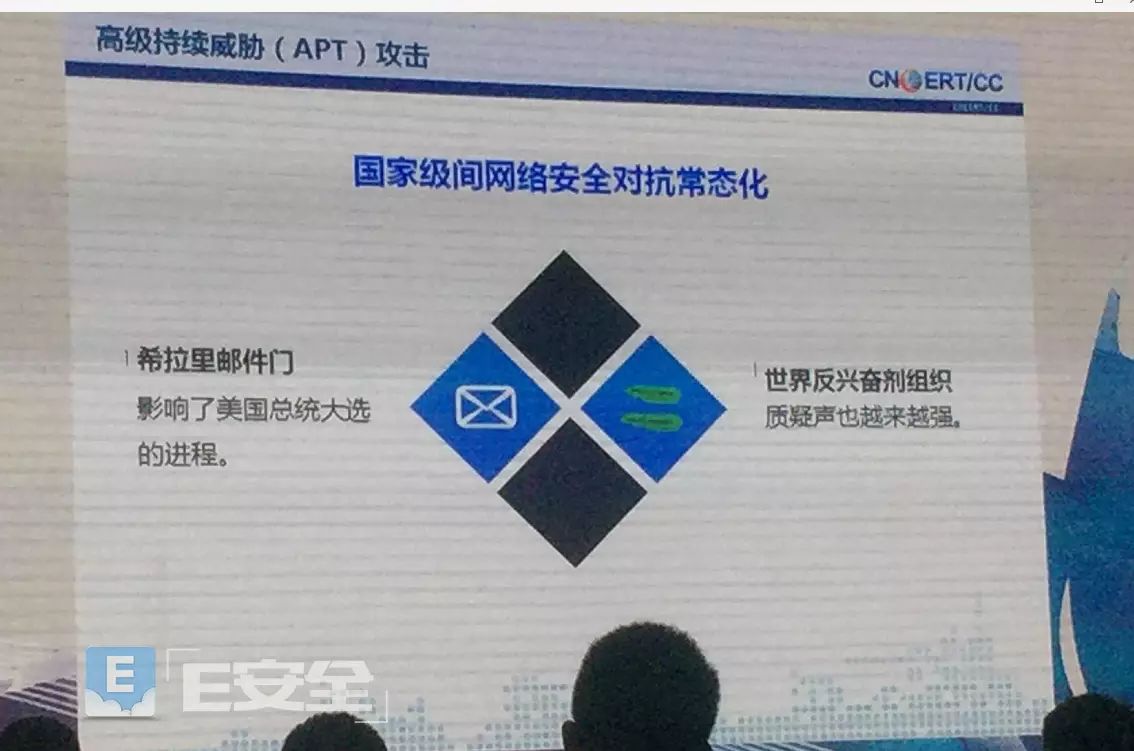 高级持续威胁（APT）攻击
CNCERT/CC
国家级间网络安全对抗常态化
希拉里邮件门
影响了美国总统大选
的进程。
世界反兴奋剂组织
质疑声也越来越强。
E
E安全